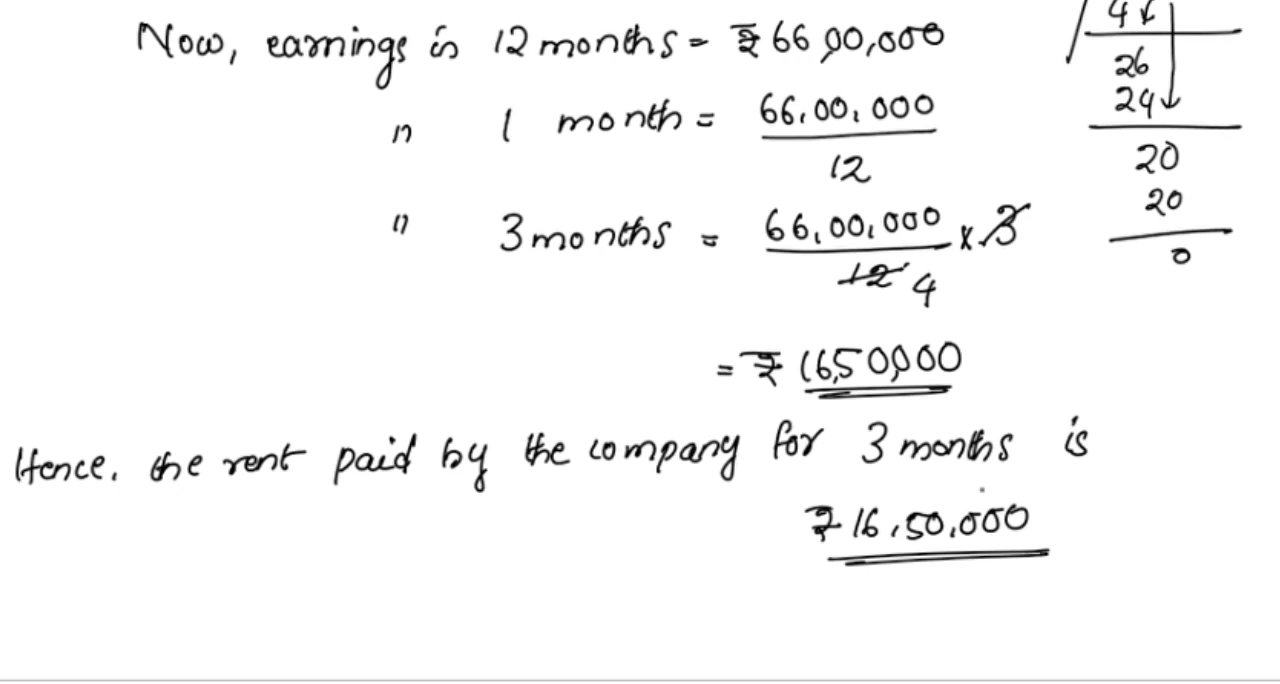 Now, earnings in 12 months = ₹ 66,00,000
" 1 month = 66,00,000 / 12
" 3 months = 66,00,000 / 12 4 × 3
= ₹ 16,50,000
Hence, the rent paid by the company for 3 months is
₹ 16,50,000
4
26
24
20
20
0